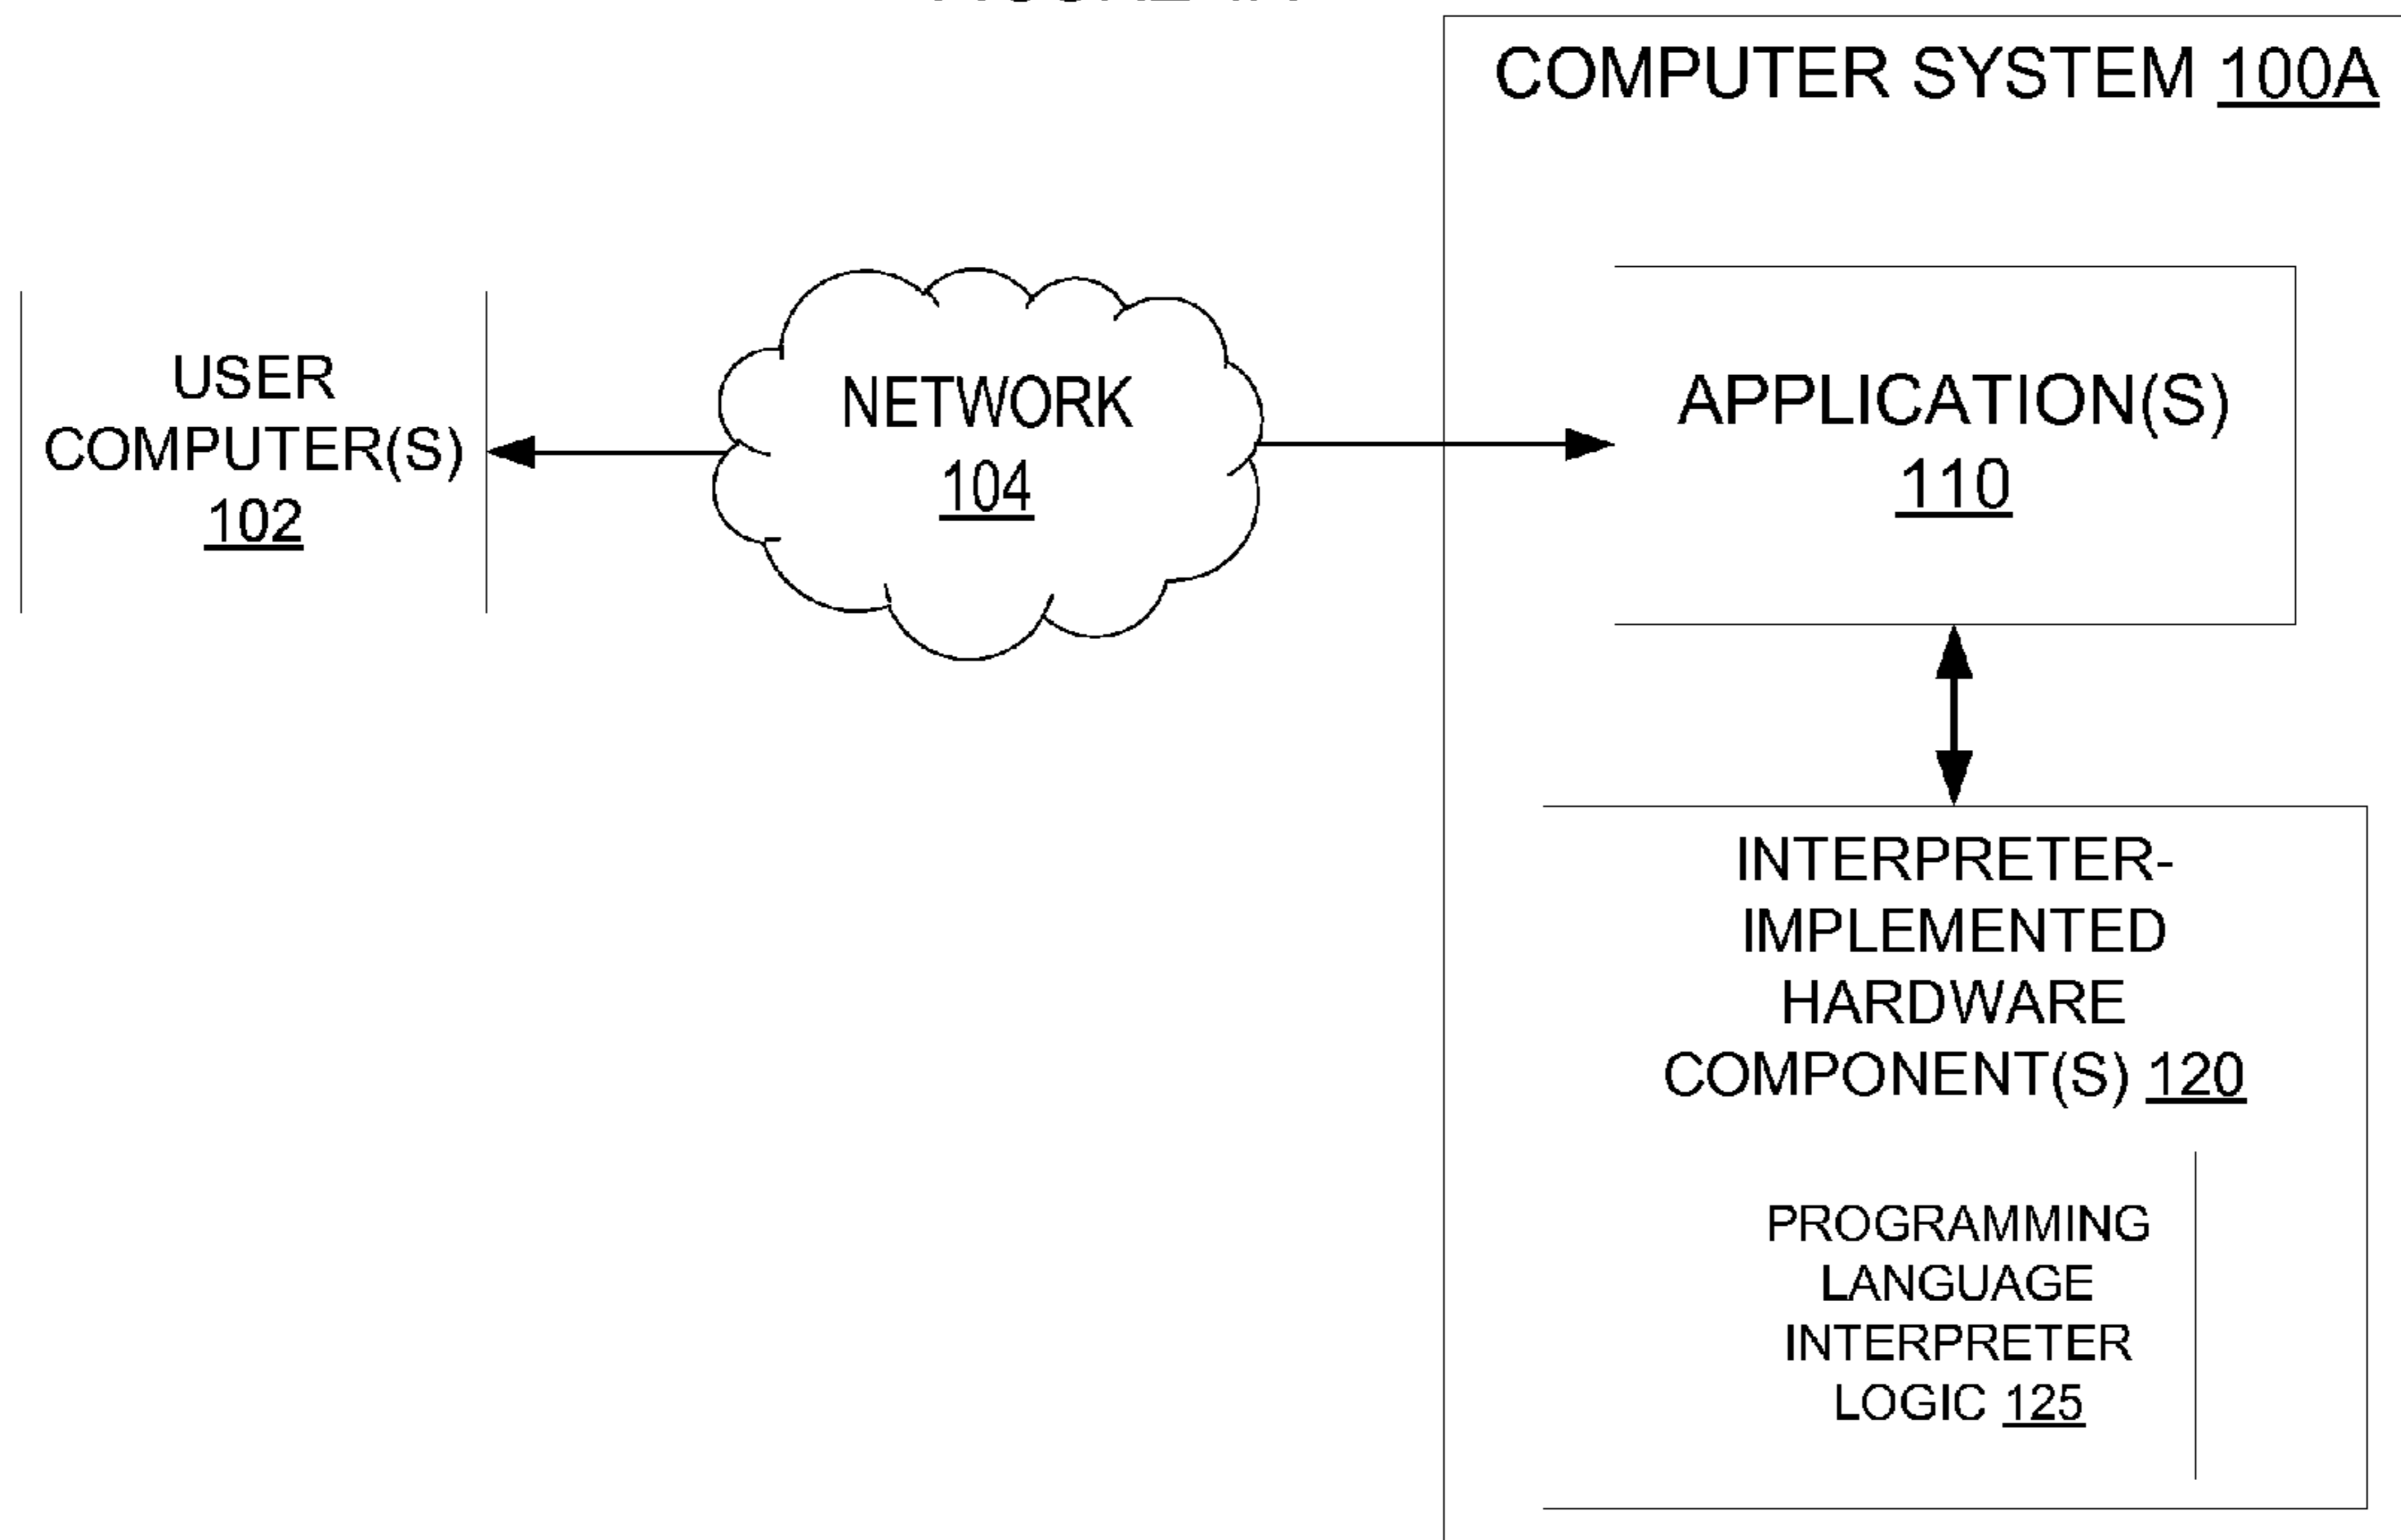 COMPUTER SYSTEM 100A
USER
COMPUTER(S)
102
NETWORK
104
APPLICATION(S)
110
INTERPRETER-
IMPLEMENTED
HARDWARE
COMPONENT(S) 120
PROGRAMMING
LANGUAGE
INTERPRETER
LOGIC 125